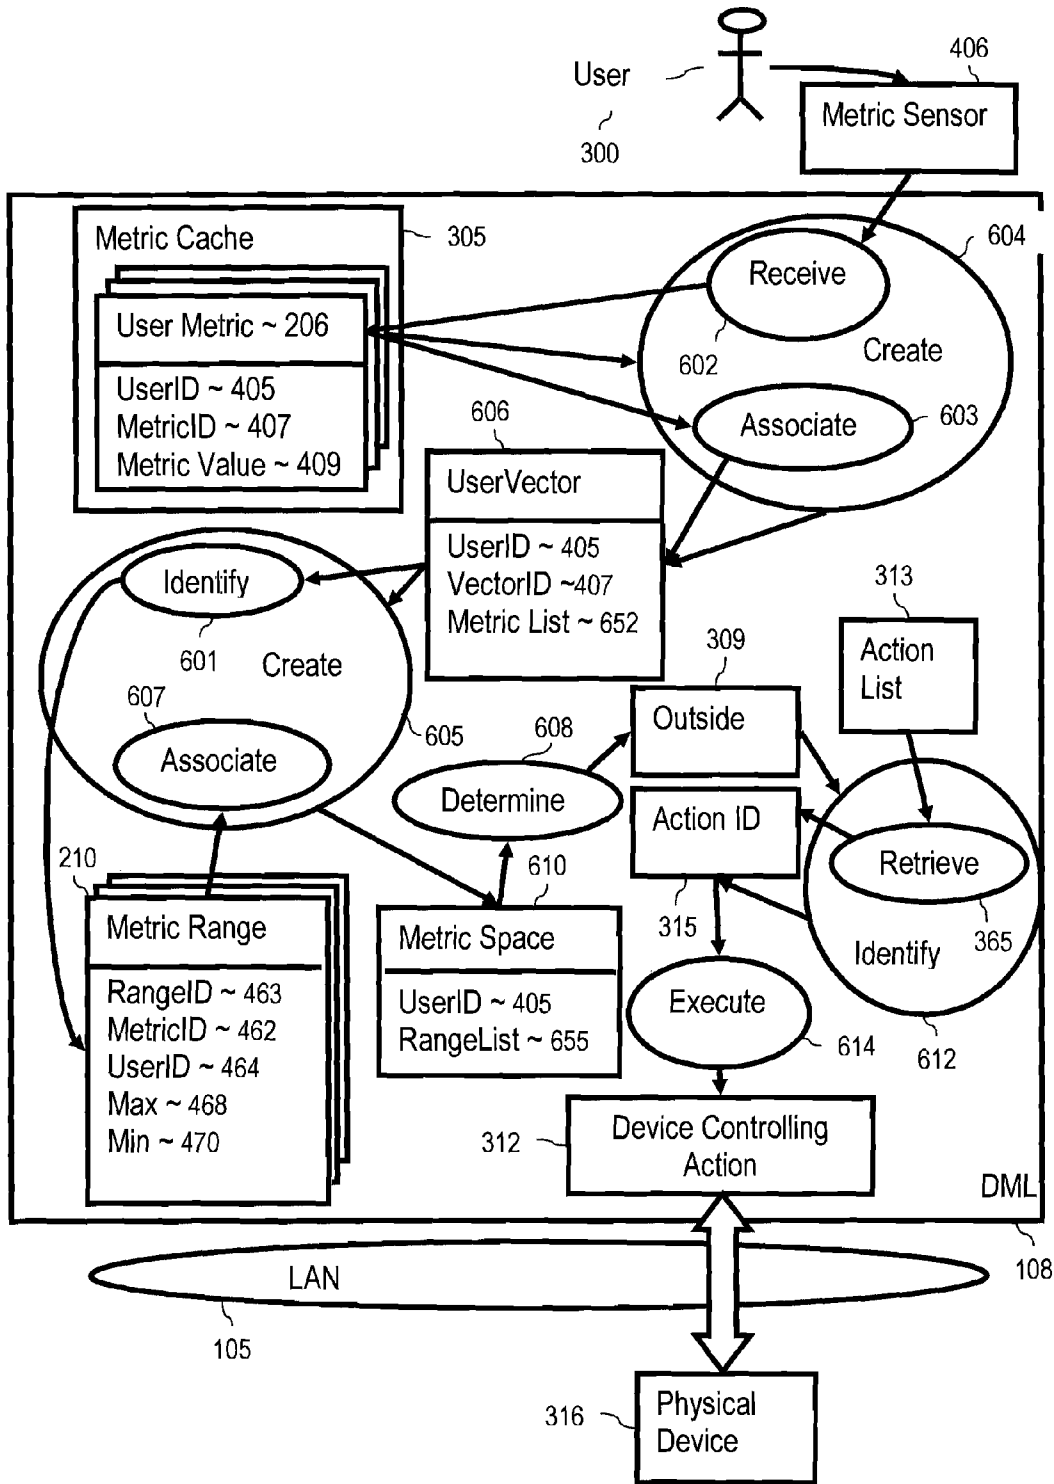 User
300
406
Metric Sensor
Metric Cache
305
User Metric ~ 206
UserID ~ 405
MetricID ~ 407
Metric Value ~ 409
604
Receive
602
Create
Associate
603
606
UserVector
UserID ~ 405
VectorID ~407
Metric List ~ 652
Identify
601
Create
607
Associate
605
313
Action
List
309
Outside
608
Determine
Action ID
315
Retrieve
365
Identify
612
210
Metric Range
RangeID ~ 463
MetricID ~ 462
UserID ~ 464
Max ~ 468
Min ~ 470
610
Metric Space
UserID ~ 405
RangeList ~ 655
Execute
614
312
Device Controlling
Action
DML
108
LAN
105
316
Physical
Device